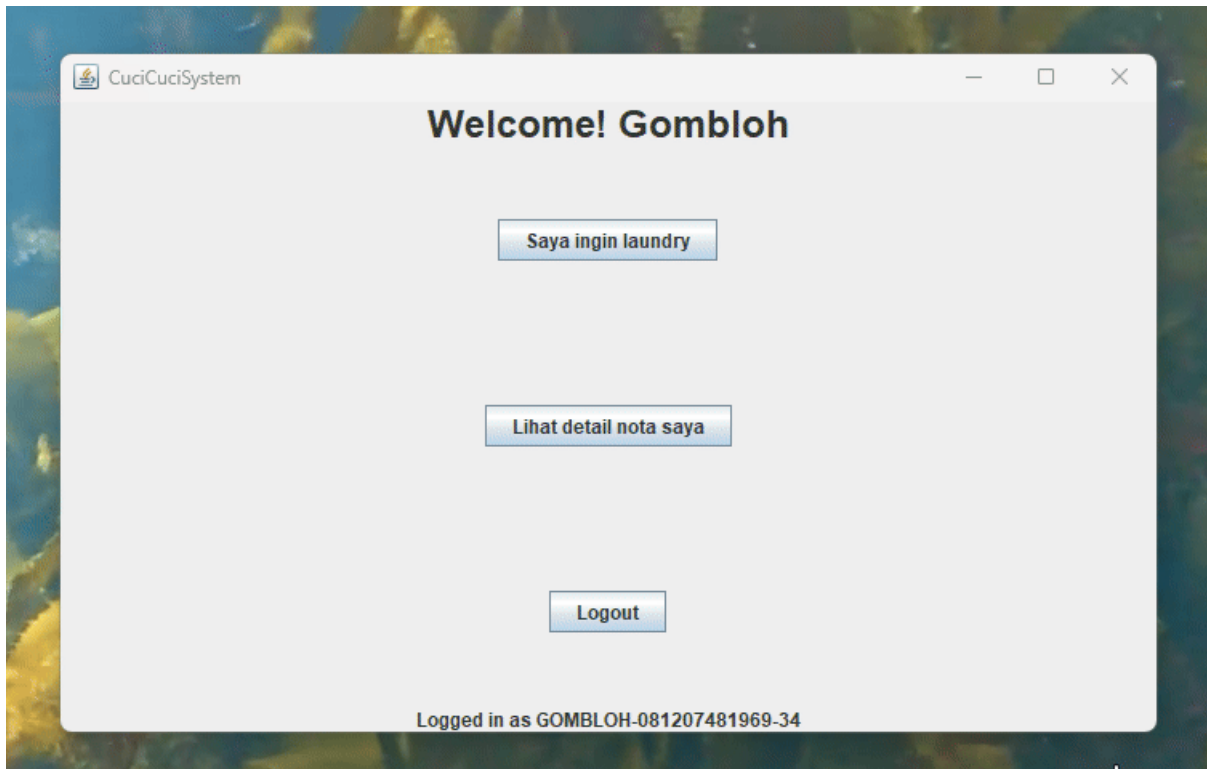 CuciCuciSystem
Welcome! Gombloh
Saya ingin laundry
Lihat detail nota saya
Logout
Logged in as GOMBLOH-081207481969-34